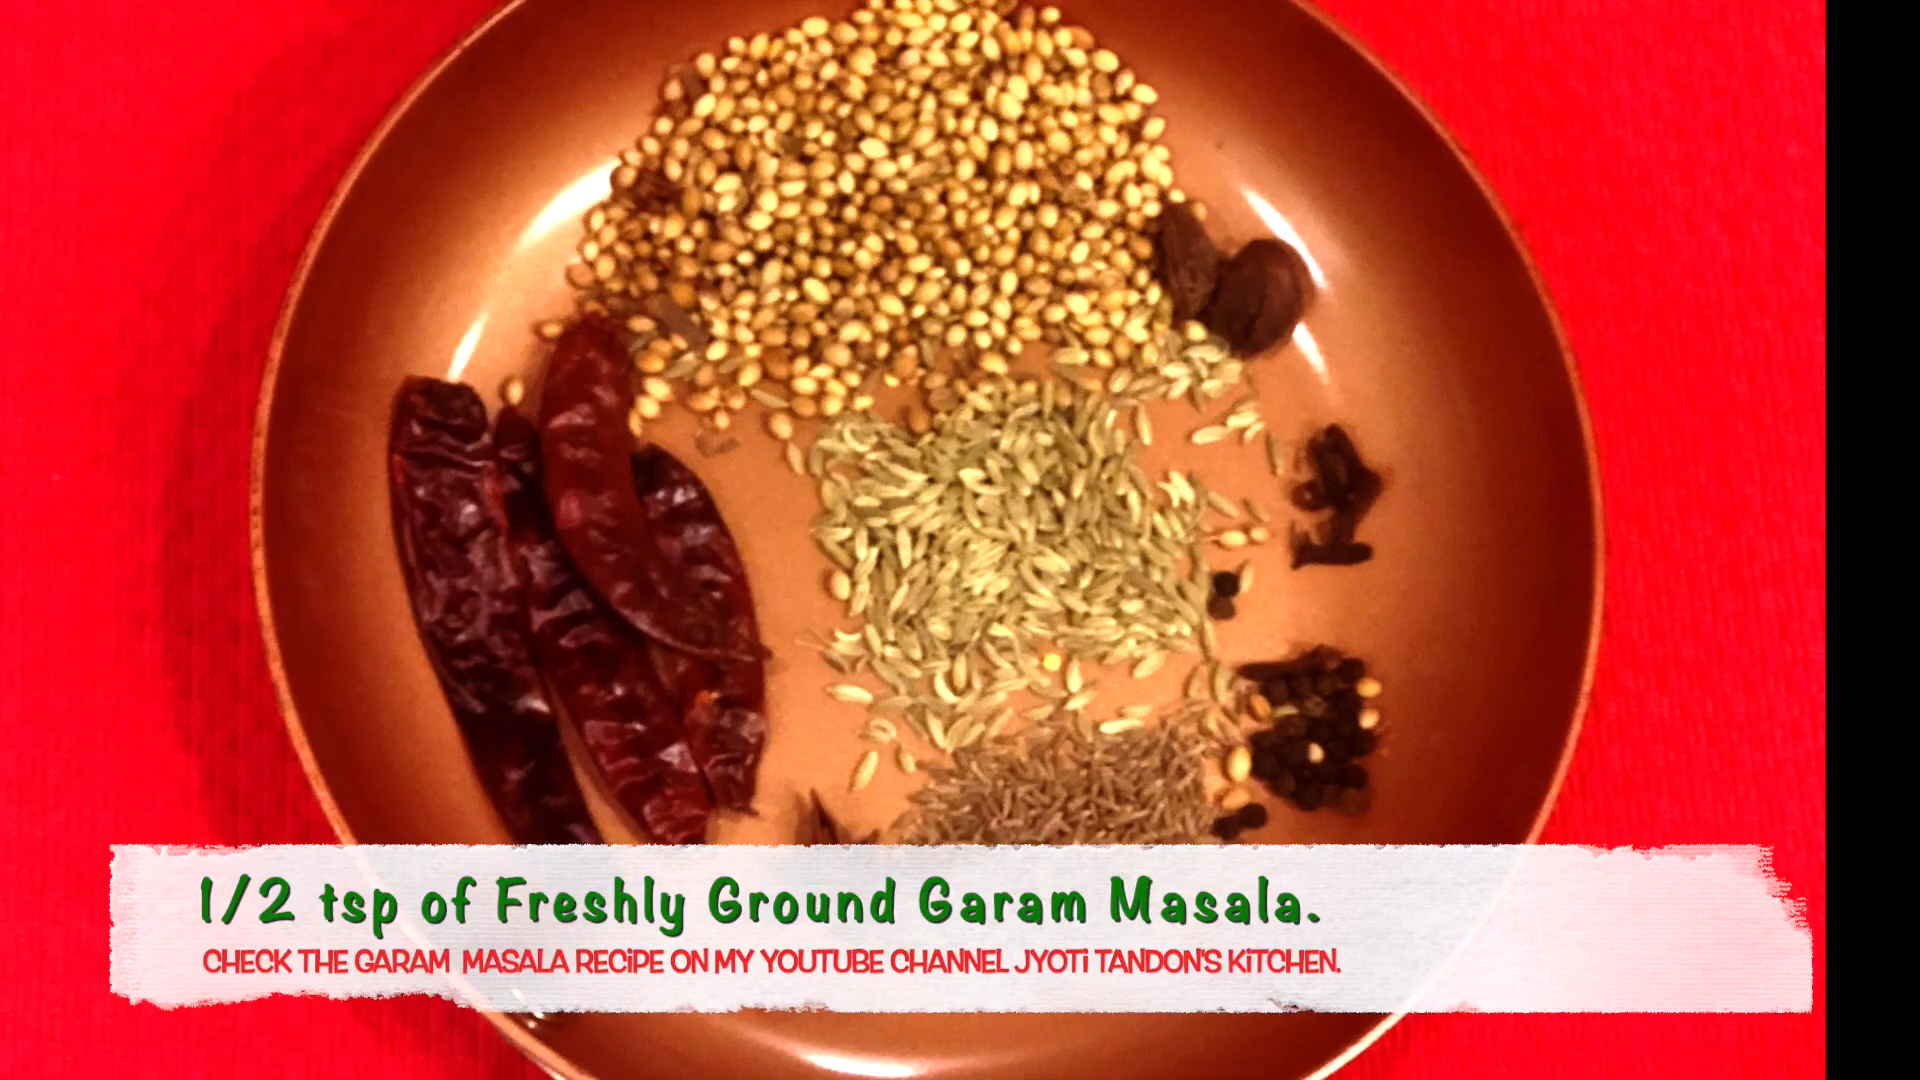 1/2 tsp of Freshly Ground Garam Masala.
CHECK THE GARAM MASALA RECiPE ON MY YOUTUBE CHANNEL JYOTi TANDON'S KiTCHEN.